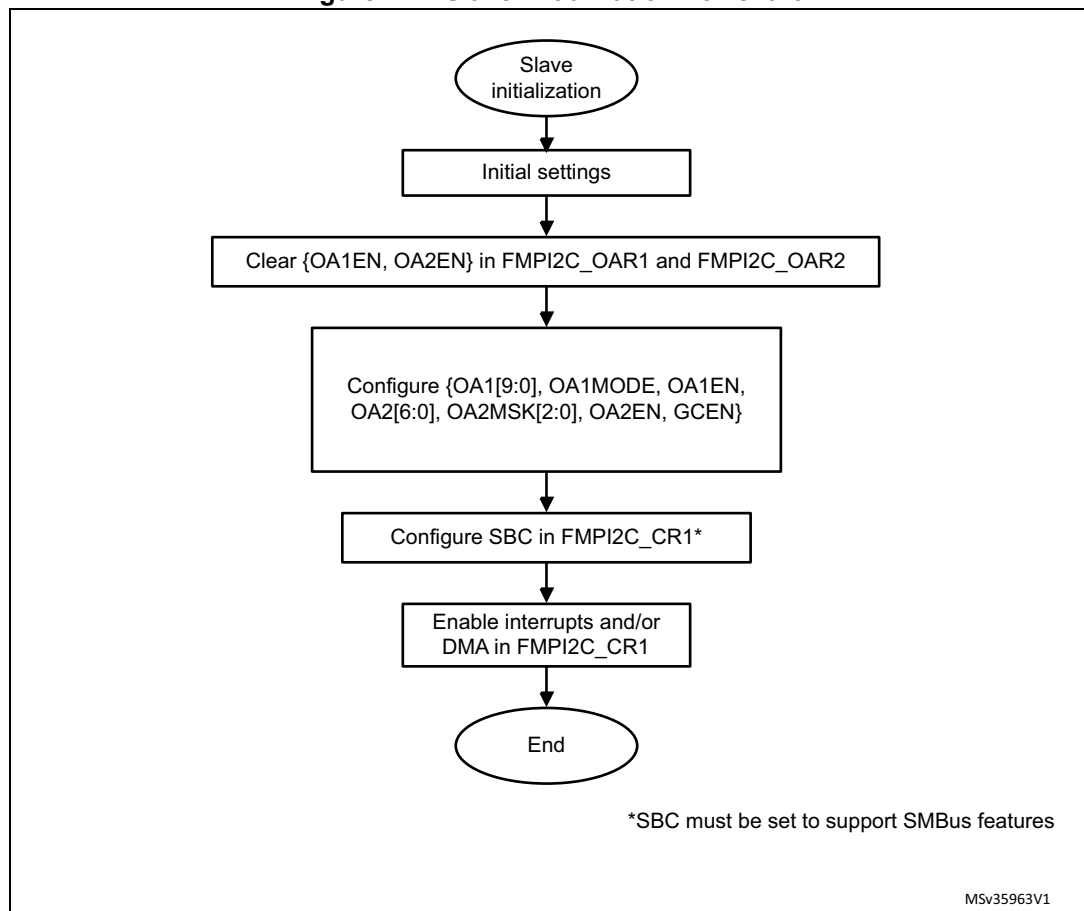 Slave
initialization
Initial settings
Clear {OA1EN, OA2EN} in FMPI2C_OAR1 and FMPI2C_OAR2
Configure {OA1[9:0], OA1MODE, OA1EN,
OA2[6:0], OA2MSK[2:0], OA2EN, GCEN}
Configure SBC in FMPI2C_CR1*
Enable interrupts and/or
DMA in FMPI2C_CR1
End
*SBC must be set to support SMBus features
MSv35963V1